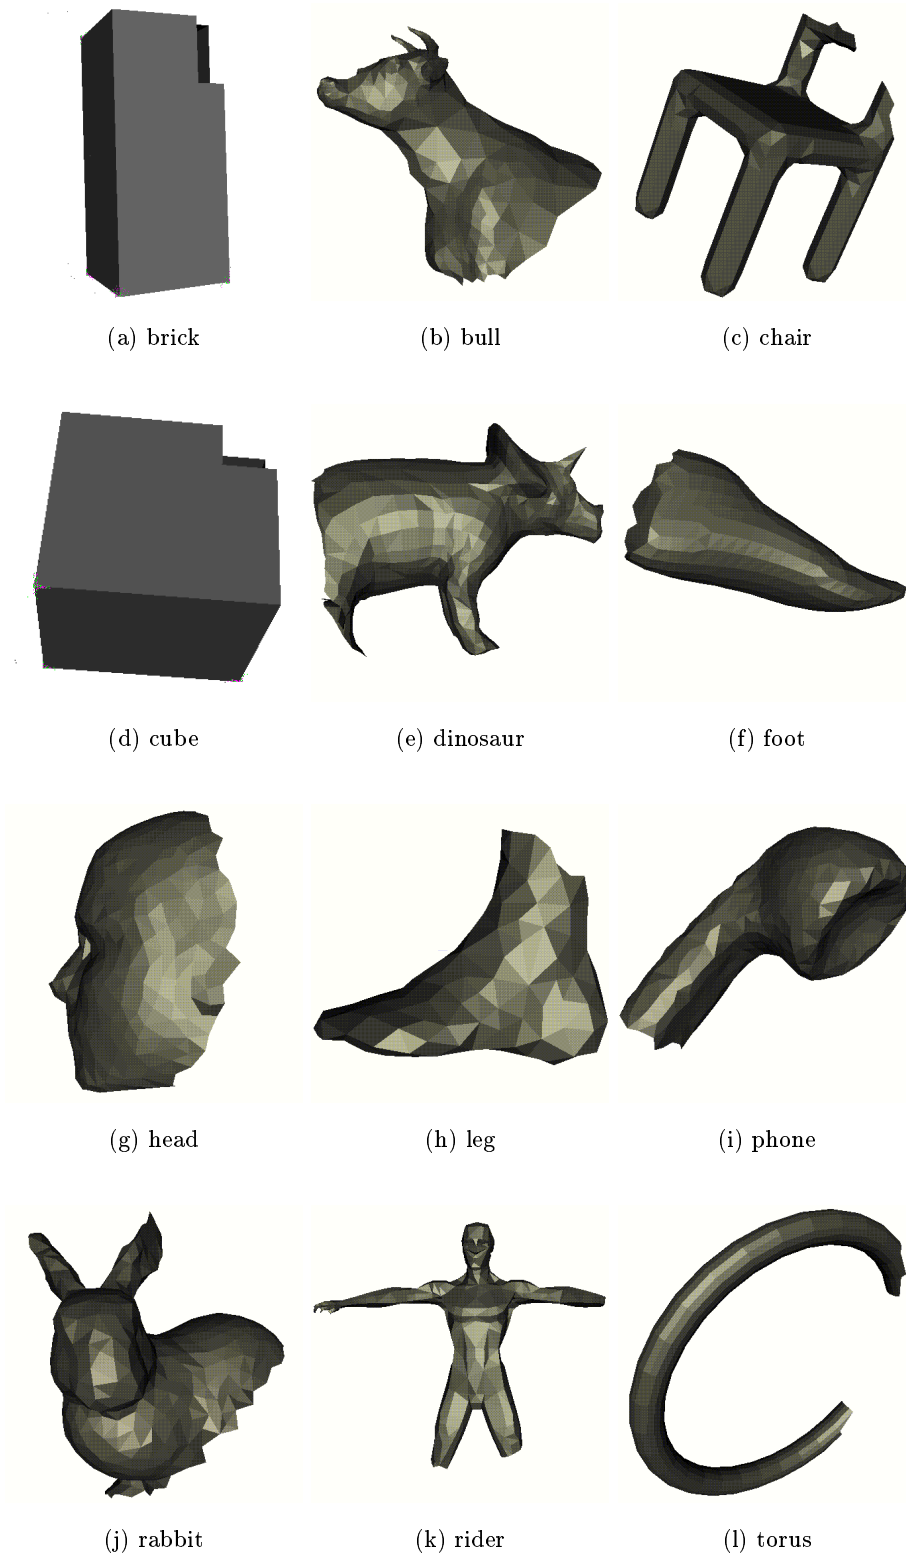 (a) brick
(b) bull
(c) chair
(d) cube
(e) dinosaur
(f) foot
(g) head
(h) leg
(i) phone
(j) rabbit
(k) rider
(l) torus